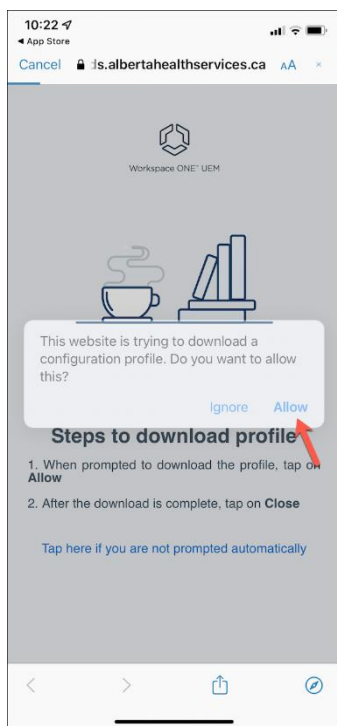 10:22
App Store
Cancel ds.albertahealthservices.ca AA
Workspace ONE™ UEM
This website is trying to download a
configuration profile. Do you want to allow
this?
Ignore Allow
Steps to download profile
1. When prompted to download the profile, tap on
Allow
2. After the download is complete, tap on Close
Tap here if you are not prompted automatically